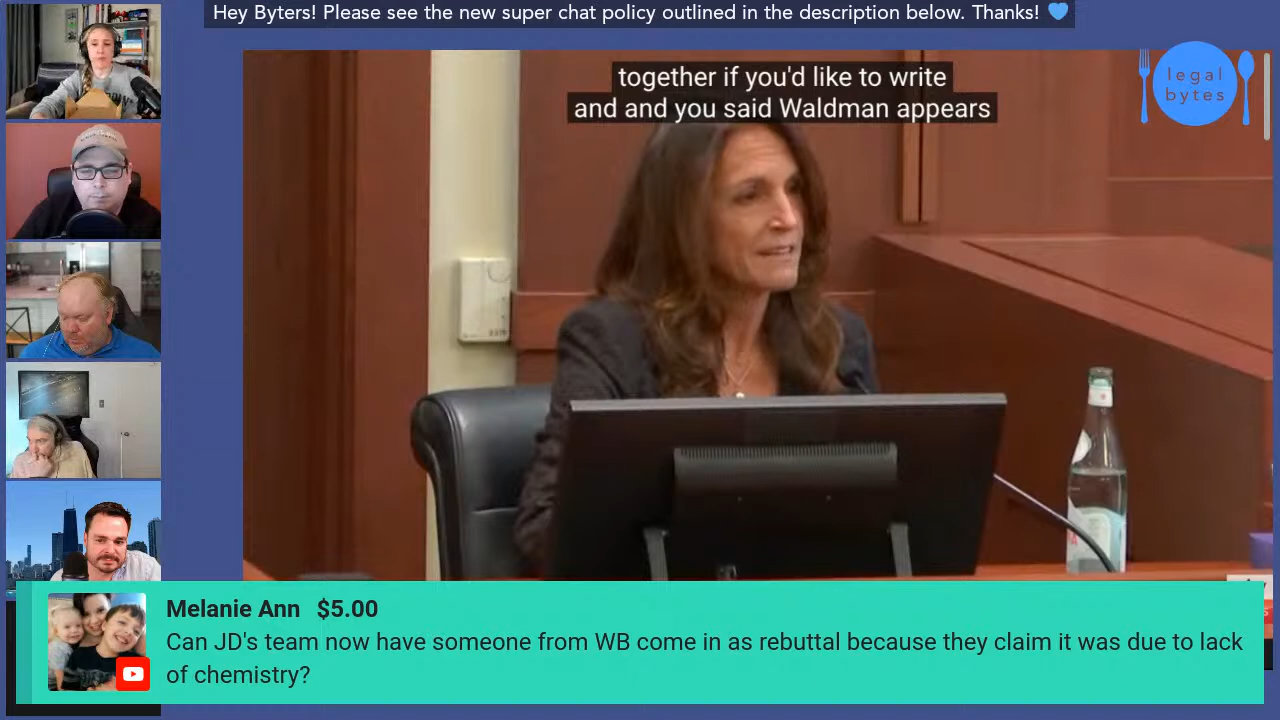 Hey Byters! Please see the new super chat policy outlined in the description below. Thanks! 💙
legal
bytes
together if you'd like to write
and and you said Waldman appears
Melanie Ann $5.00
Can JD's team now have someone from WB come in as rebuttal because they claim it was due to lack
of chemistry?